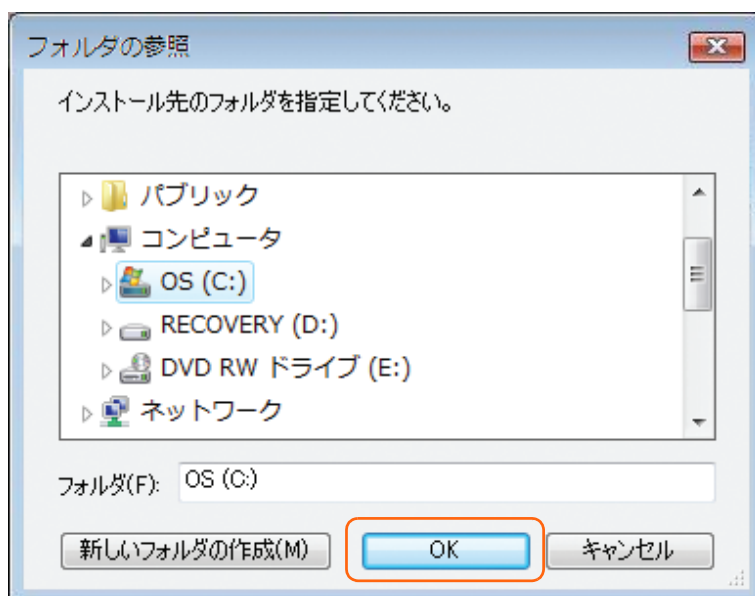 フォルダの参照
インストール先のフォルダを指定してください。
パブリック
コンピュータ
OS (C:)
RECOVERY (D:)
DVD RW ドライブ (E:)
ネットワーク
フォルダ(F): OS (C:)
新しいフォルダの作成(M) OK キャンセル